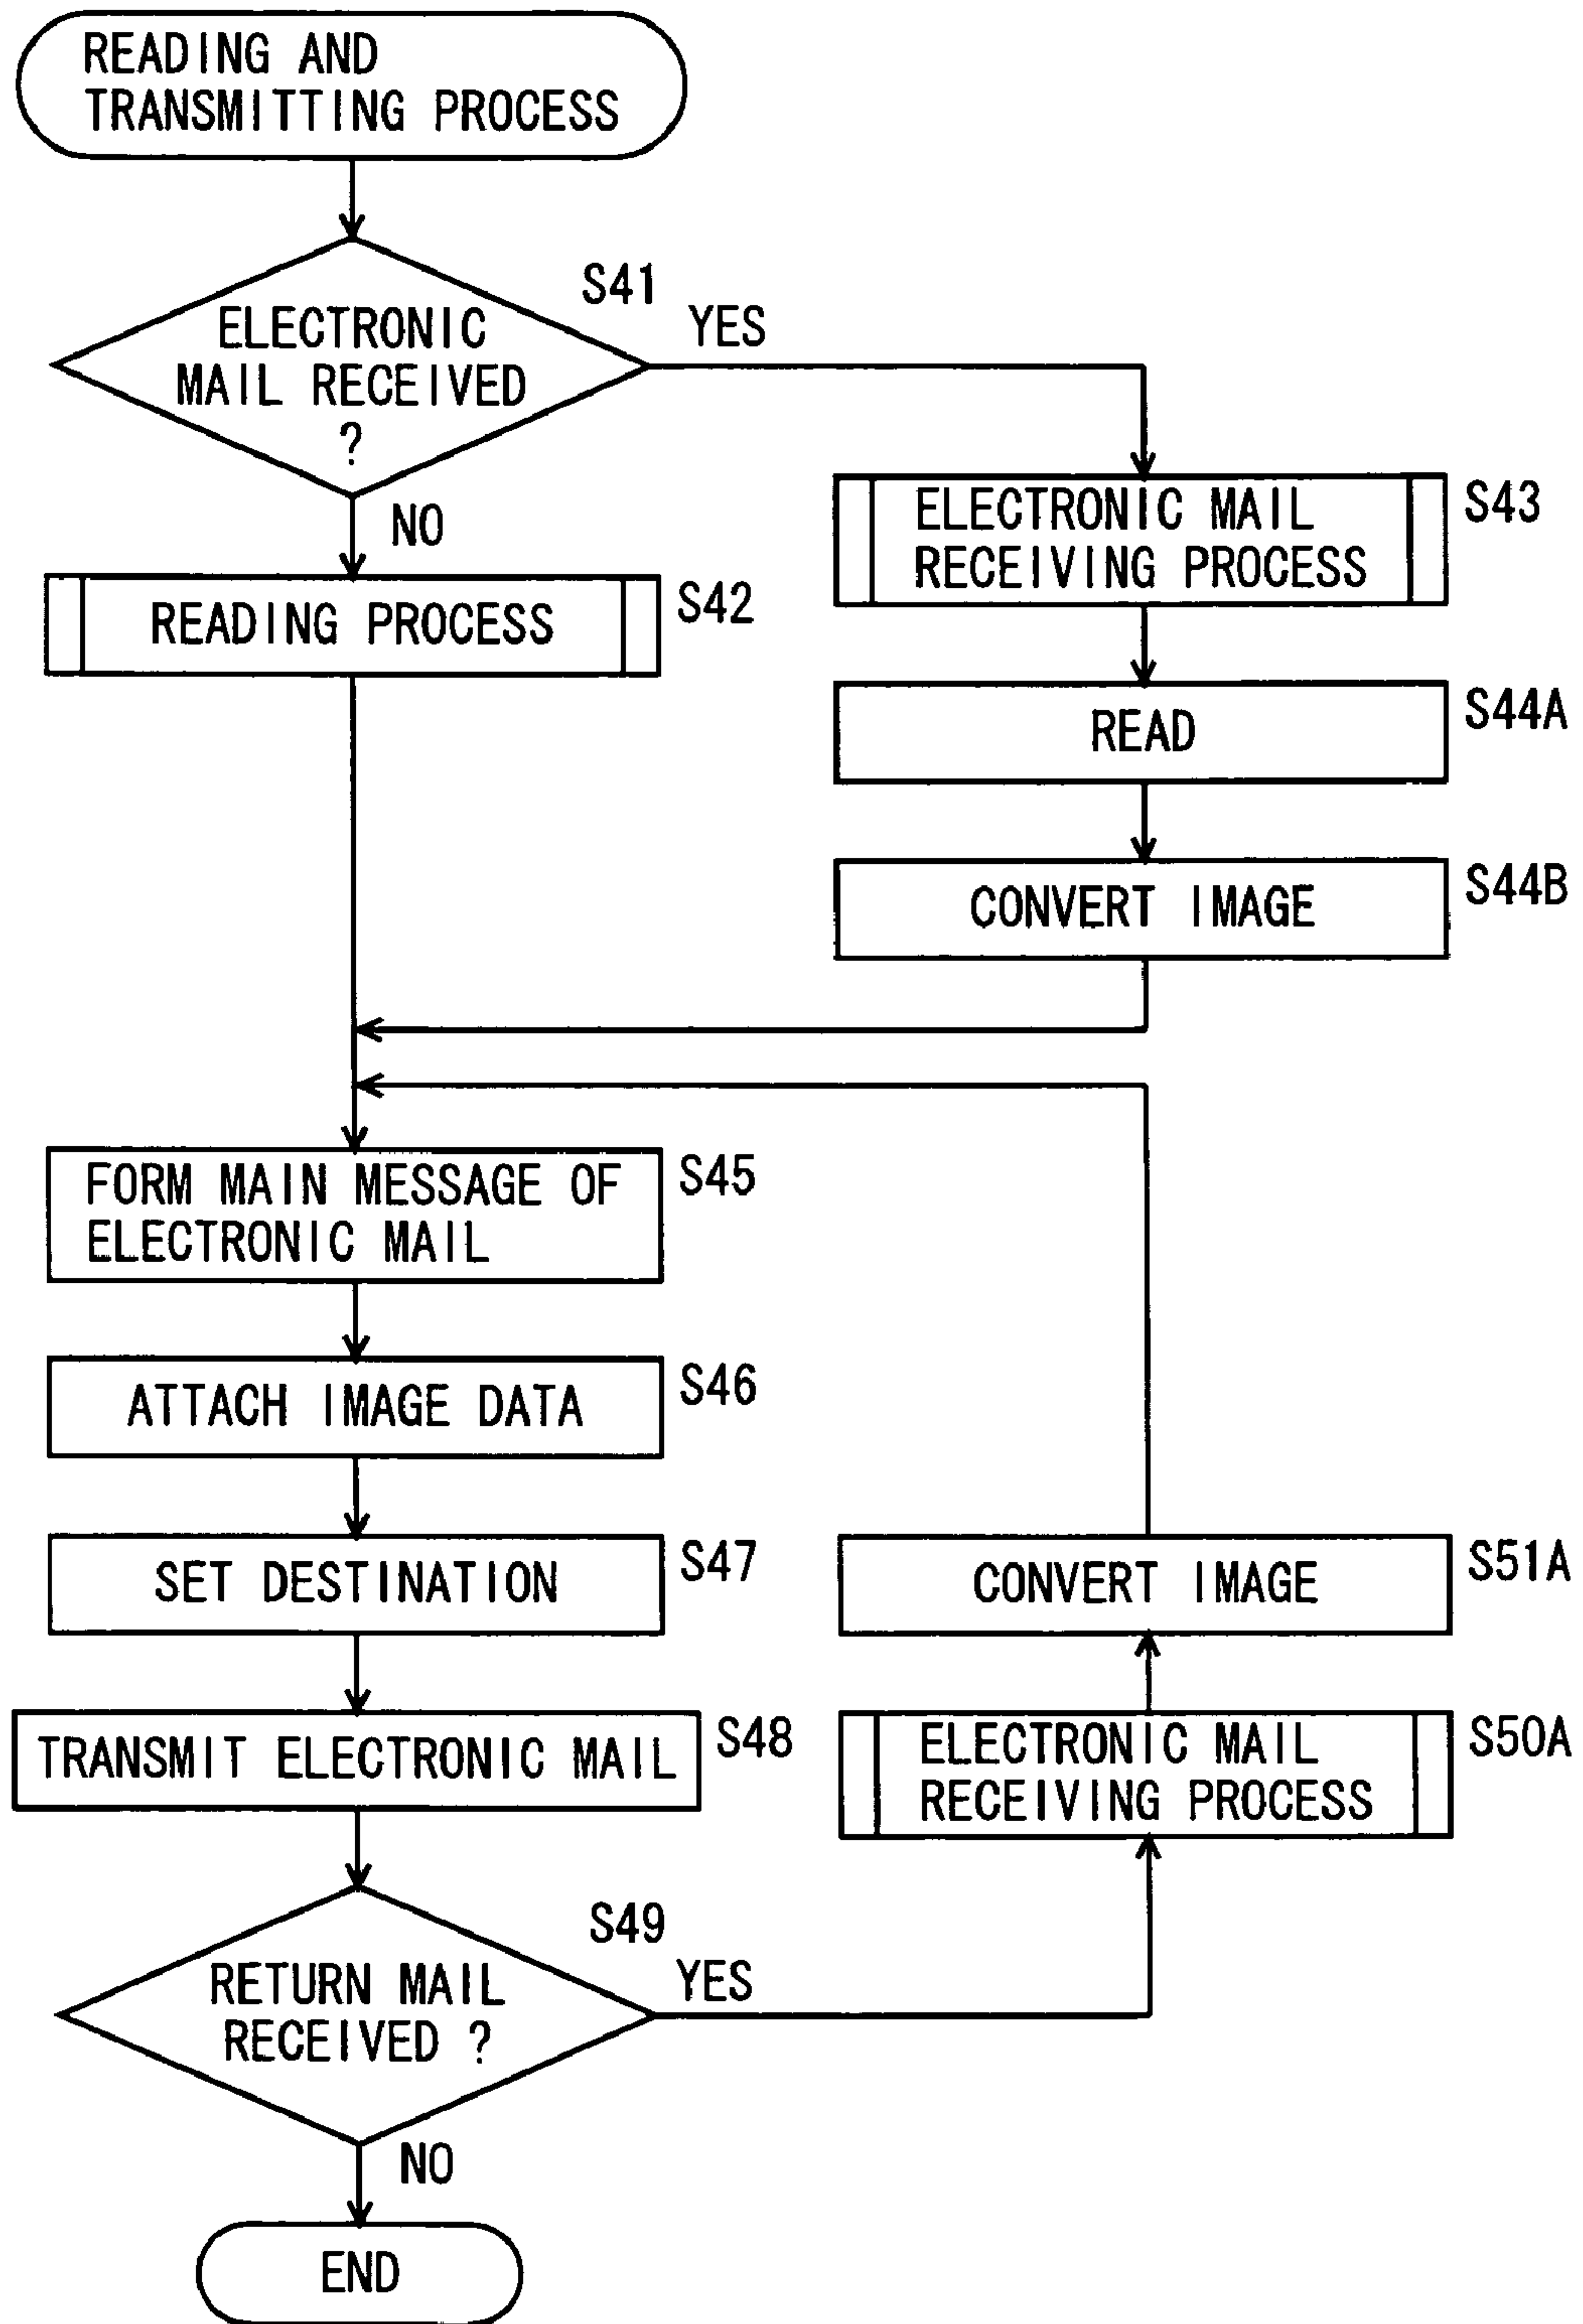 READING AND
TRANSMITTING PROCESS
S41
ELECTRONIC
MAIL RECEIVED
?
YES
NO
ELECTRONIC MAIL
RECEIVING PROCESS
S43
READING PROCESS
S42
READ
S44A
CONVERT IMAGE
S44B
FORM MAIN MESSAGE OF
ELECTRONIC MAIL
S45
ATTACH IMAGE DATA
S46
SET DESTINATION
S47
CONVERT IMAGE
S51A
TRANSMIT ELECTRONIC MAIL
S48
ELECTRONIC MAIL
RECEIVING PROCESS
S50A
S49
RETURN MAIL
RECEIVED ?
YES
NO
END